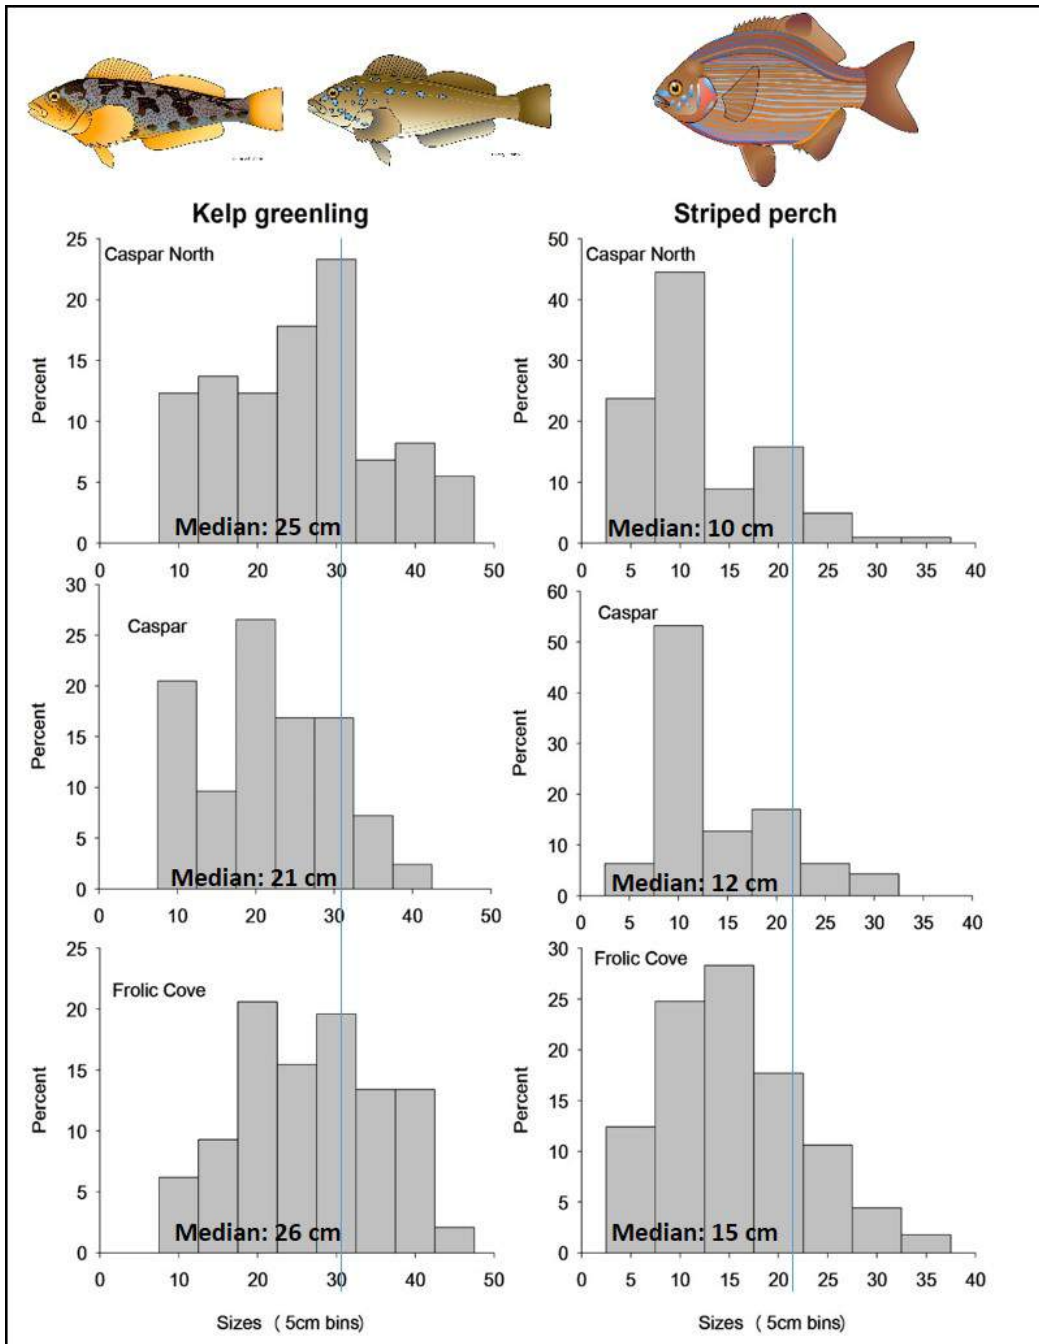 Kelp greenling
Striped perch
Caspar North
25
20
15
10
5
0
Percent
Median: 25 cm
0 10 20 30 40 50
Caspar North
50
40
30
20
10
0
Percent
Median: 10 cm
0 5 10 15 20 25 30 35 40
Caspar
30
25
20
15
10
5
0
Percent
Median: 21 cm
0 10 20 30 40 50
Caspar
60
50
40
30
20
10
0
Percent
Median: 12 cm
0 5 10 15 20 25 30 35 40
Frolic Cove
25
20
15
10
5
0
Percent
Median: 26 cm
0 10 20 30 40 50
Sizes ( 5cm bins)
Frolic Cove
30
25
20
15
10
5
0
Percent
Median: 15 cm
0 5 10 15 20 25 30 35 40
Sizes ( 5cm bins)